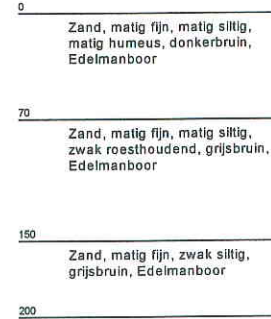 0
Zand, matig fijn, matig siltig,
matig humeus, donkerbruin,
Edelmanboor
70
Zand, matig fijn, matig siltig,
zwak roesthoudend, grijsbruin,
Edelmanboor
150
Zand, matig fijn, zwak siltig,
grijsbruin, Edelmanboor
200